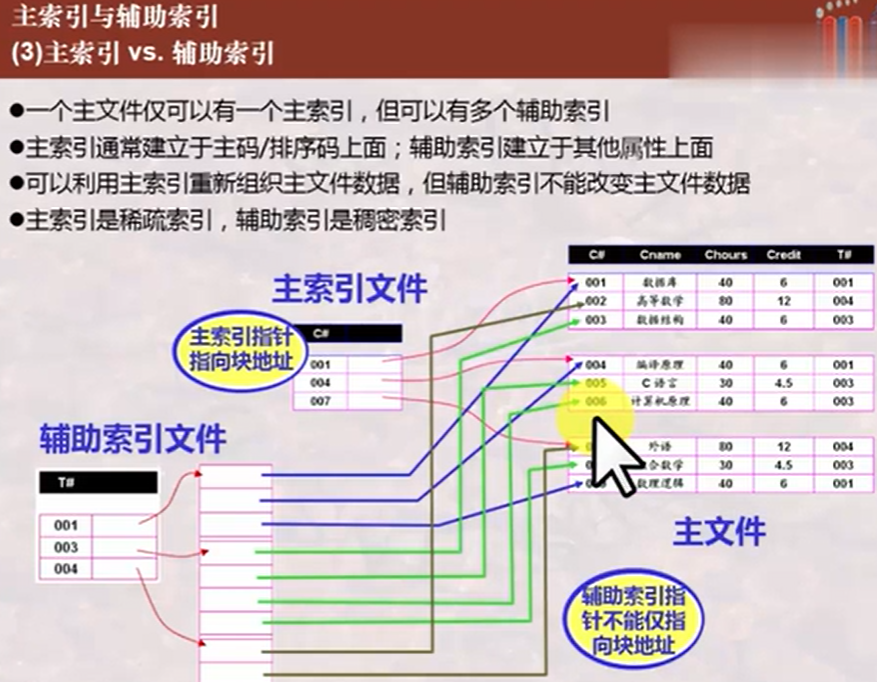 主索引与辅助索引
(3)主索引 vs. 辅助索引
●一个主文件仅可以有一个主索引，但可以有多个辅助索引
●主索引通常建立于主码/排序码上面；辅助索引建立于其他属性上面
●可以利用主索引重新组织主文件数据，但辅助索引不能改变主文件数据
●主索引是稀疏索引，辅助索引是稠密索引
C# Cname Chours Credit T#
001 数据库 40 6 001
002 高等数学 80 12 004
003 数据结构 40 6 003
004 编译原理 40 6 001
005 C语言 30 4.5 003
006 计算机原理 40 6 003
外语 80 12 004
合数学 30 4.5 003
数理逻辑 40 6 001
主文件
主索引文件
主索引指针
指向块地址
C#
001
004
007
辅助索引文件
T#
001
003
004
辅助索引指
针不能仅指
向块地址